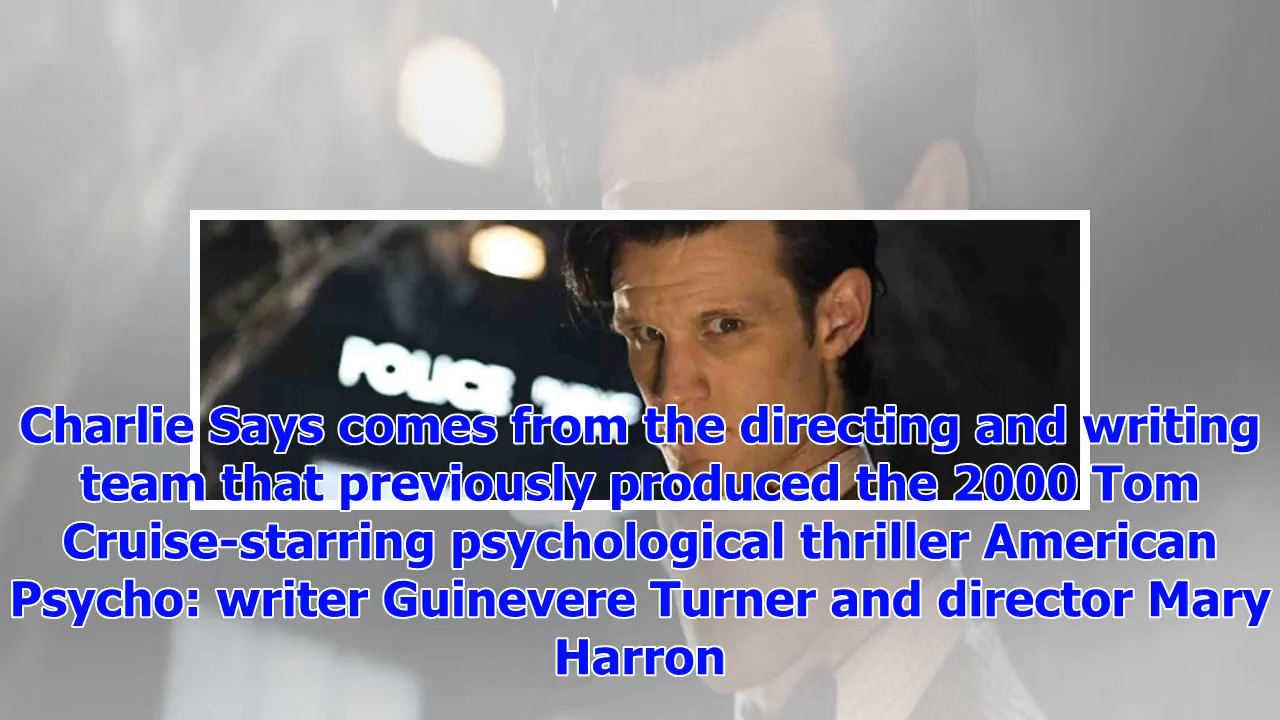 POLICE
Charlie Says comes from the directing and writing
team that previously produced the 2000 Tom
Cruise-starring psychological thriller American
Psycho: writer Guinevere Turner and director Mary
Harron